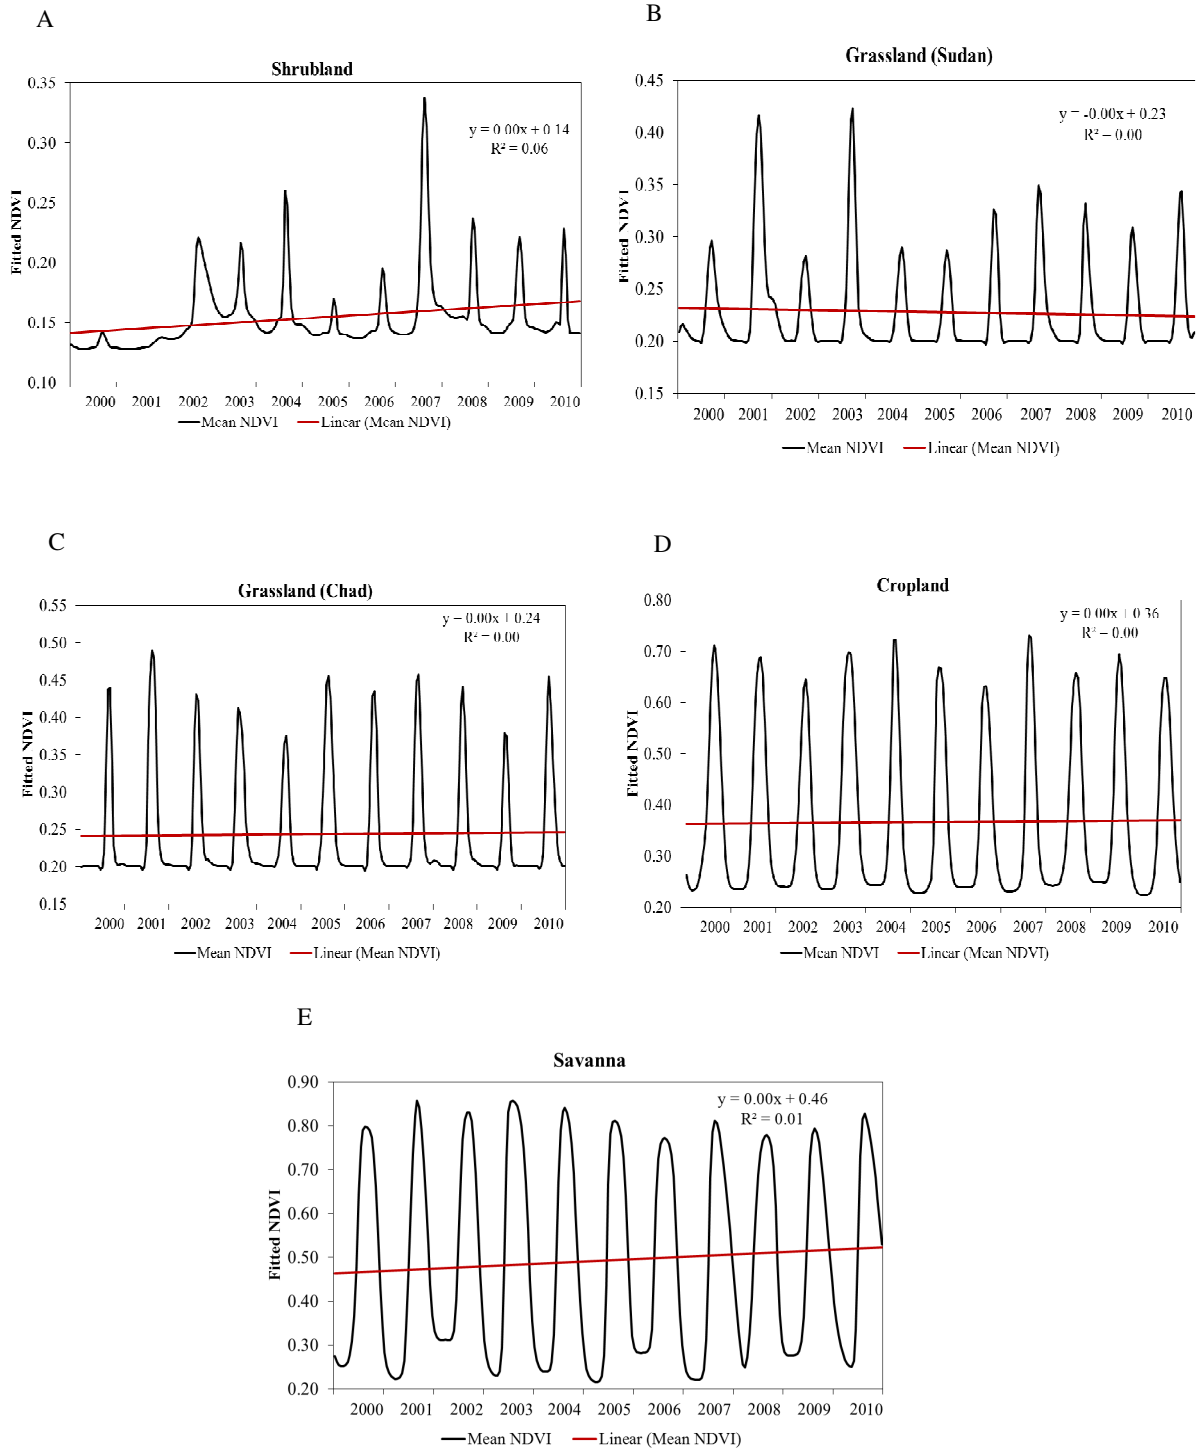 A
Shrubland
y = 0.00x + 0.14
R² = 0.06
Fitted NDVI
0.35
0.30
0.25
0.20
0.15
0.10
2000 2001 2002 2003 2004 2005 2006 2007 2008 2009 2010
Mean NDVI Linear (Mean NDVI)
B
Grassland (Sudan)
y = -0.00x + 0.23
R² = 0.00
Fitted NDVI
0.45
0.40
0.35
0.30
0.25
0.20
0.15
2000 2001 2002 2003 2004 2005 2006 2007 2008 2009 2010
Mean NDVI Linear (Mean NDVI)
C
Grassland (Chad)
y = 0.00x + 0.24
R² = 0.00
Fitted NDVI
0.55
0.50
0.45
0.40
0.35
0.30
0.25
0.20
0.15
2000 2001 2002 2003 2004 2005 2006 2007 2008 2009 2010
Mean NDVI Linear (Mean NDVI)
D
Cropland
y = 0.00x + 0.36
R² = 0.00
Fitted NDVI
0.80
0.70
0.60
0.50
0.40
0.30
0.20
2000 2001 2002 2003 2004 2005 2006 2007 2008 2009 2010
Mean NDVI Linear (Mean NDVI)
E
Savanna
y = 0.00x + 0.46
R² = 0.01
Fitted NDVI
0.90
0.80
0.70
0.60
0.50
0.40
0.30
0.20
2000 2001 2002 2003 2004 2005 2006 2007 2008 2009 2010
Mean NDVI Linear (Mean NDVI)